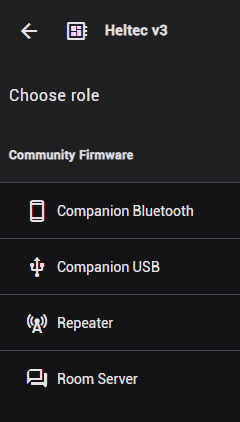 Heltec v3
Choose role
Community Firmware
Companion Bluetooth
Companion USB
Repeater
Room Server